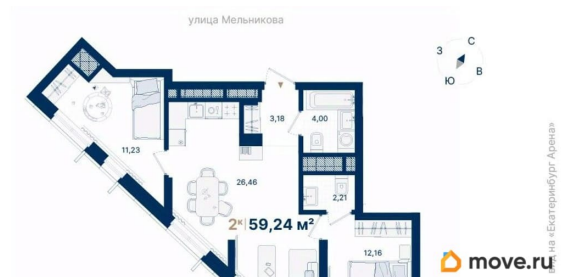 улица Мельникова
С
З
В
Ю
3,18
4,00
11,23
26,46
2,21
2к 59,24 м²
12,16
на «Екатеринбург Арена»
move.ru